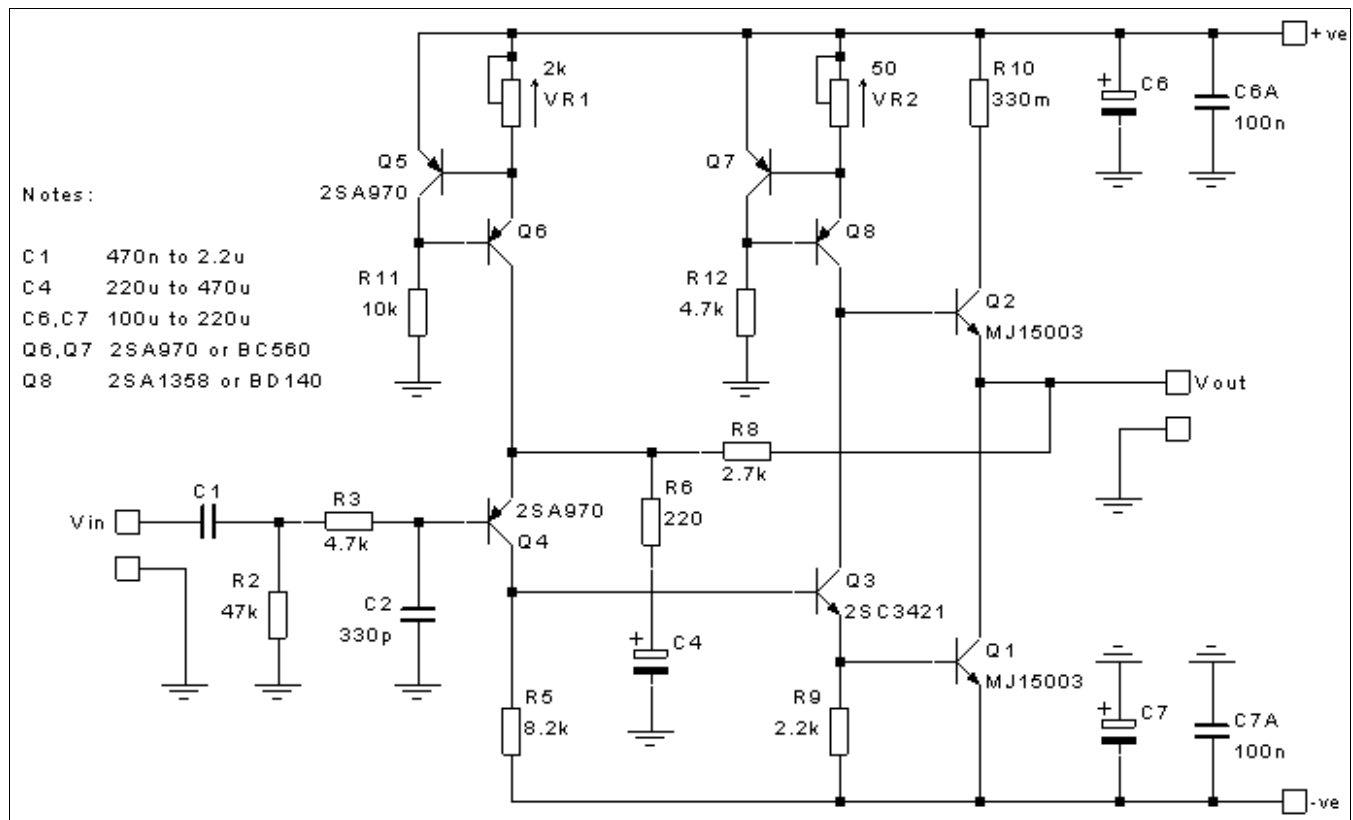 +ve
2k
VR1
50
VR2
R10
330m
+
C6
C6A
100n
Q5
2SA970
Q7
Notes:
Q6
Q8
C1 470n to 2.2u
C4 220u to 470u
C6,C7 100u to 220u
Q6,Q7 2SA970 or BC560
Q8 2SA1358 or BD140
R11
10k
R12
4.7k
Q2
MJ15003
Vout
R8
2.7k
C1
Vin
R3
4.7k
2SA970
Q4
R6
220
R2
47k
C2
330p
Q3
2SC3421
+
C4
Q1
MJ15003
R5
8.2k
R9
2.2k
+
C7
C7A
100n
-ve